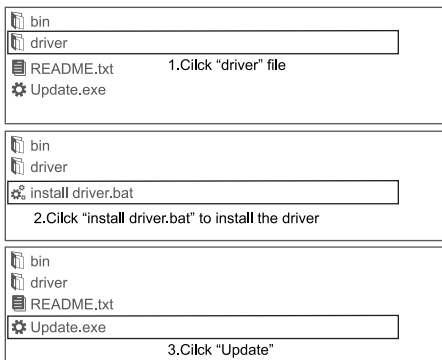 bin
driver
README.txt
1.Cilck “driver” file
Update.exe
bin
driver
install driver.bat
2.Cilck “install driver.bat” to install the driver
bin
driver
README.txt
Update.exe
3.Cilck “Update”